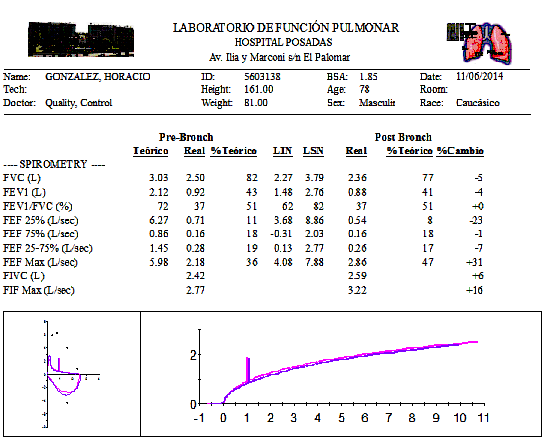 LABORATORIO DE FUNCIÓN PULMONAR
HOSPITAL POSADAS
Av. Ilia y Marconi s/n El Palomar
Name: GONZALEZ, HORACIO ID: 5603138 BSA: 1.85 Date: 11/06/2014
Tech: Height: 161.00 Age: 78 Room:
Doctor: Quality, Control Weight: 81.00 Sex: Masculit Race: Caucásico
Pre-Bronch Post Bronch
Teórico Real %Teórico LIN LSN Real %Teórico %Cambio
---- SPIROMETRY ----
FVC (L) 3.03 2.50 82 2.27 3.79 2.36 77 -5
FEV1 (L) 2.12 0.92 43 1.48 2.76 0.88 41 -4
FEV1/FVC (%) 72 37 51 62 82 37 51 +0
FEF 25% (L/sec) 6.27 0.71 11 3.68 8.86 0.54 8 -23
FEF 75% (L/sec) 0.86 0.16 18 -0.31 2.03 0.16 18 -1
FEF 25-75% (L/sec) 1.45 0.28 19 0.13 2.77 0.26 17 -7
FEF Max (L/sec) 5.98 2.18 36 4.08 7.88 2.86 47 +31
FIVC (L) 2.42 2.59 +6
FIF Max (L/sec) 2.77 3.22 +16
2
0
-1 0 1 2 3 4 5 6 7 8 9 10 11